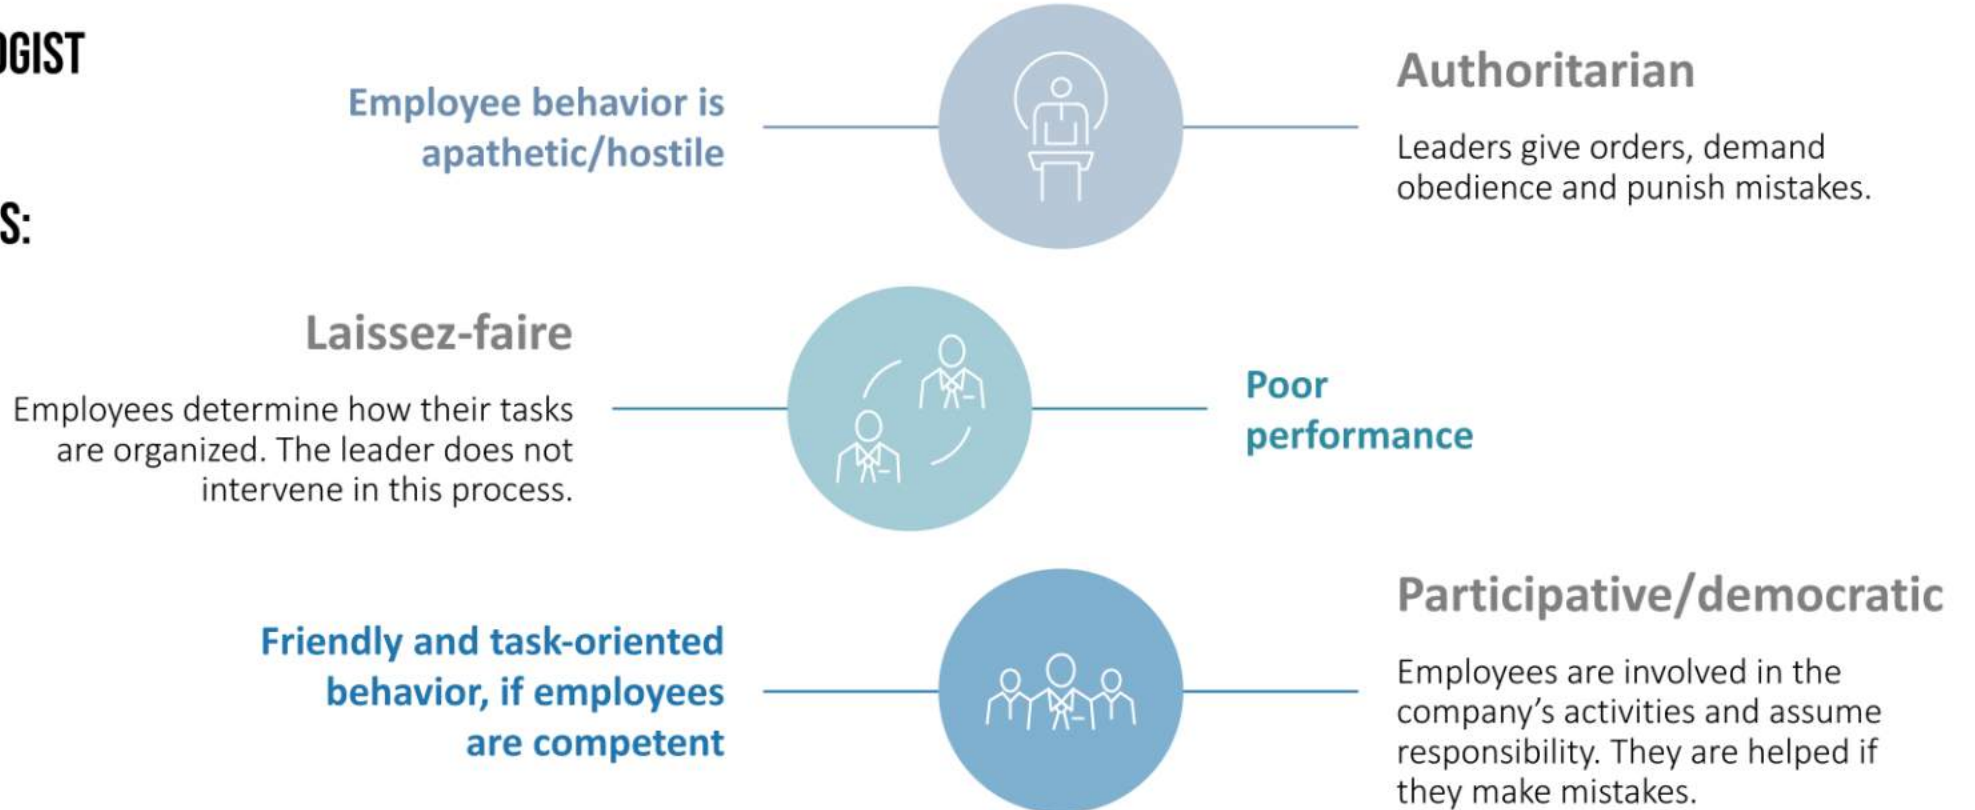 Employee behavior is
apathetic/hostile
Authoritarian
Leaders give orders, demand
obedience and punish mistakes.
S:
Laissez-faire
Employees determine how their tasks
are organized. The leader does not
intervene in this process.
Poor
performance
Friendly and task-oriented
behavior, if employees
are competent
Participative/democratic
Employees are involved in the
company’s activities and assume
responsibility. They are helped if
they make mistakes.